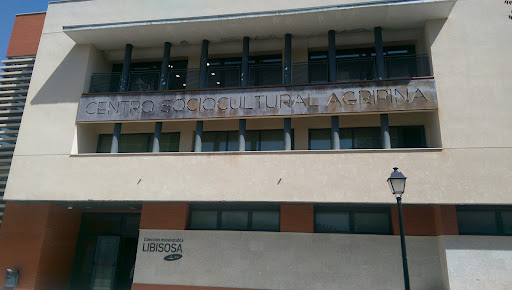 CENTRO SOCIOCULTURAL AGRIPINA
LIBISOSA